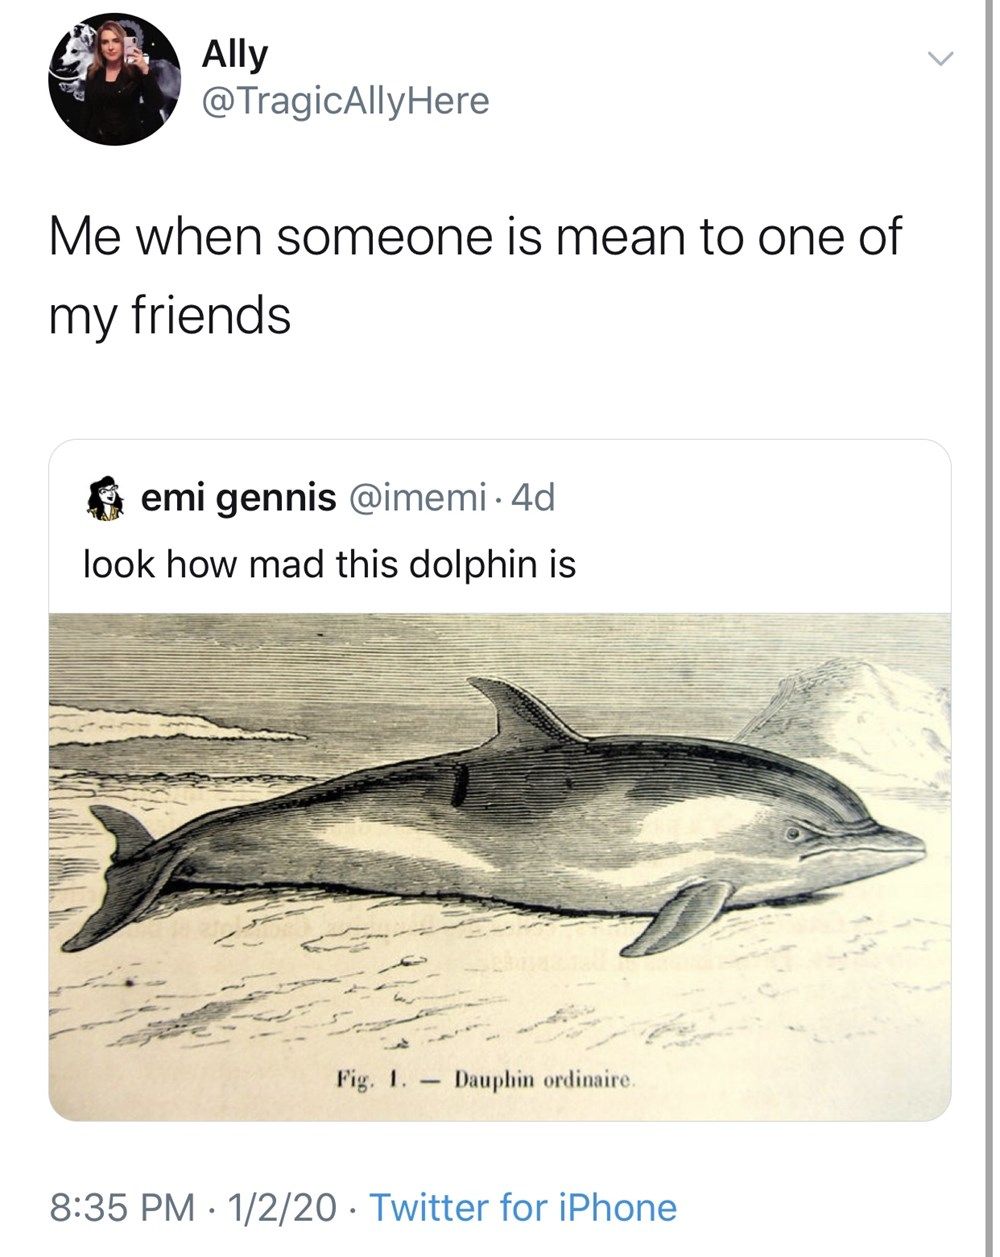 Ally
@TragicAllyHere
Me when someone is mean to one of
my friends
emi gennis @imemi · 4d
look how mad this dolphin is
Fig. 1. — Dauphin ordinaire.
8:35 PM · 1/2/20 · Twitter for iPhone